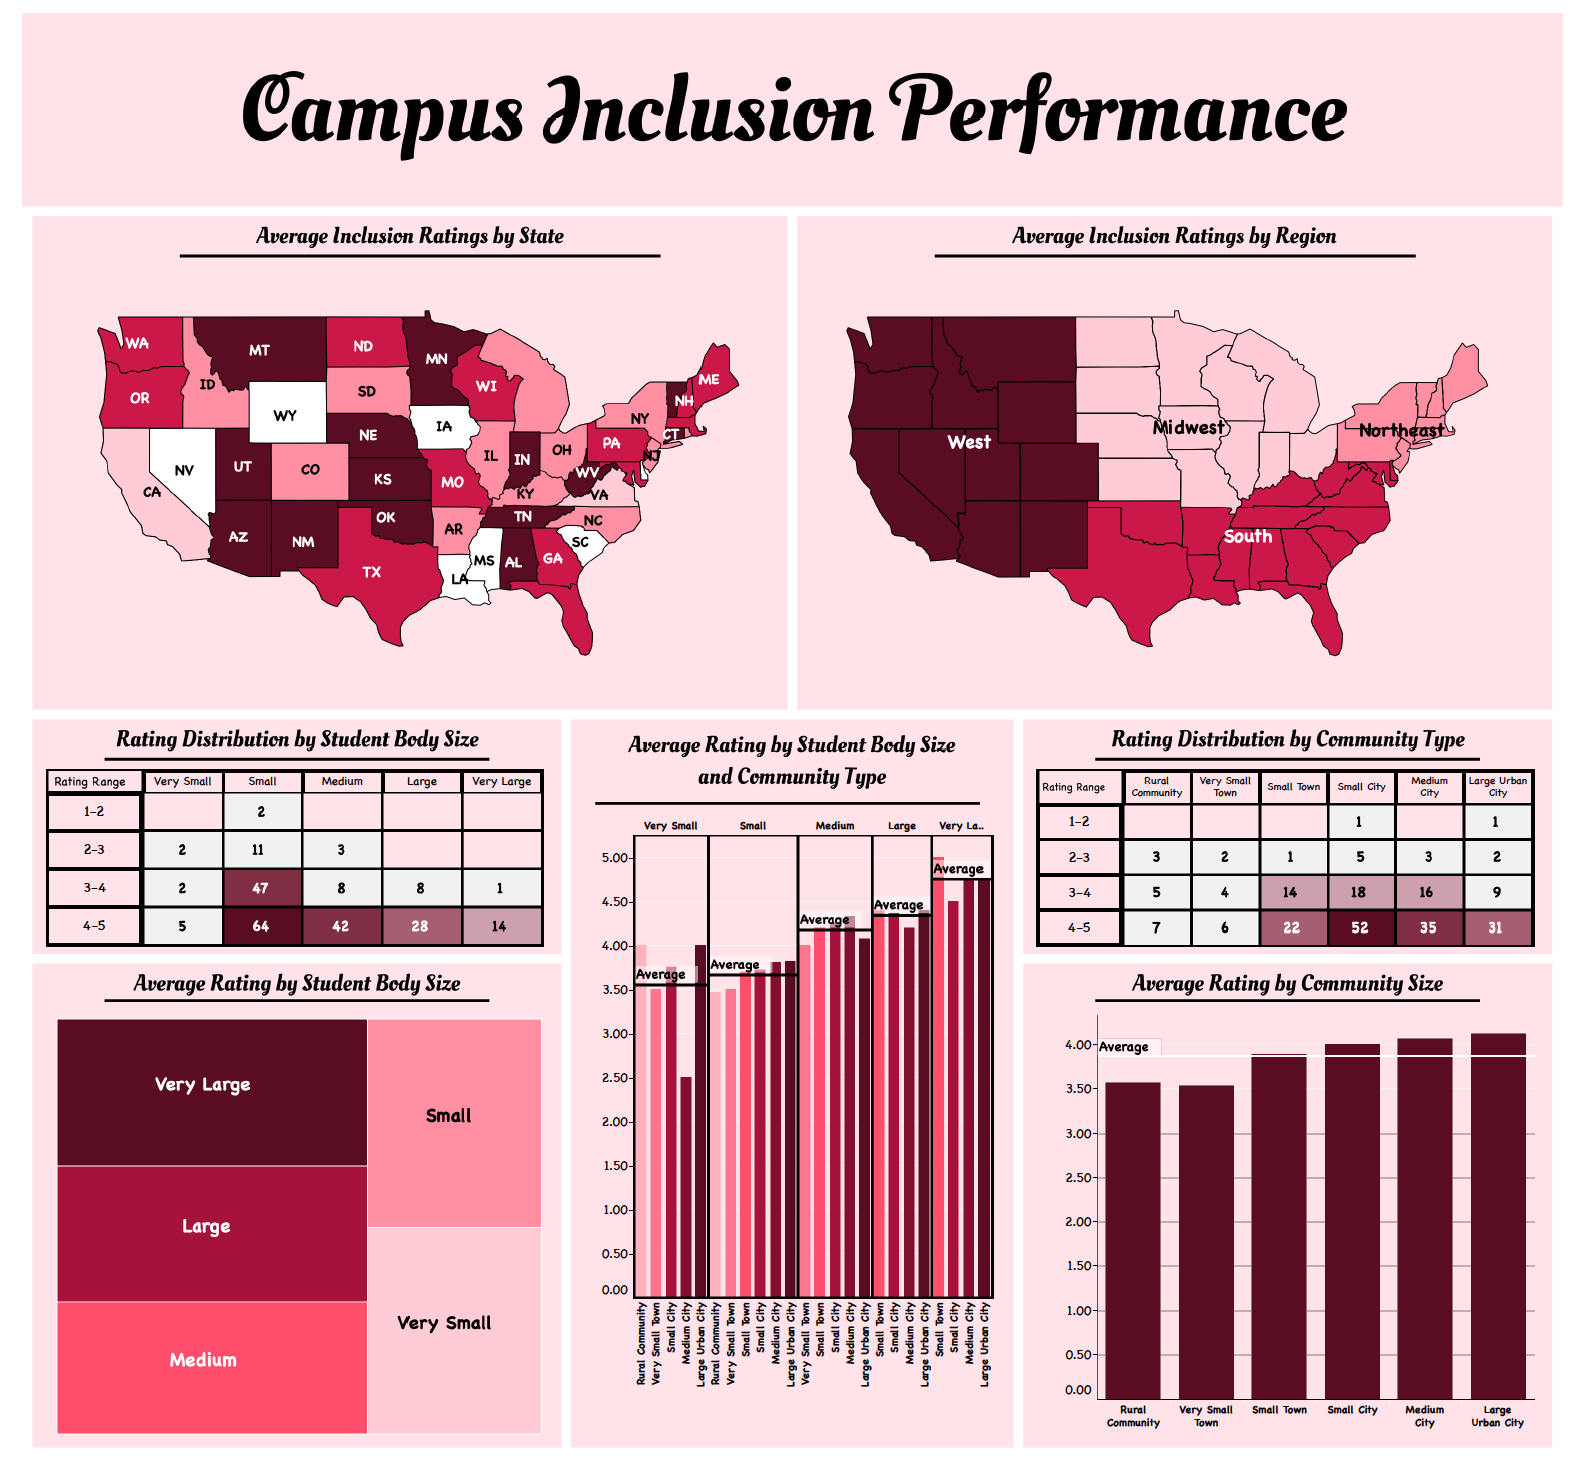 Campus Inclusion Performance
Average Inclusion Ratings by State
WA
MT
ND
MN
ME
ID
SD
WI
OR
NH
WY
NY
IA
NE
CT
PA
OH
NJ
IL
IN
UT
CO
NV
WV
KS
MO
CA
KY
VA
OK
TN
NC
AR
AZ
NM
SC
MS
AL
GA
TX
LA
Average Inclusion Ratings by Region
West
Midwest
Northeast
South
Rating Distribution by Student Body Size
Rating Range Very Small Small Medium Large Very Large
1-2 2
2-3 2 11 3
3-4 2 47 8 8 1
4-5 5 64 42 28 14
Average Rating by Student Body Size
Very Large
Small
Large
Very Small
Medium
Average Rating by Student Body Size
and Community Type
Very Small Small Medium Large Very La..
5.00
4.50
4.00
3.50
3.00
2.50
2.00
1.50
1.00
0.50
0.00
Average
Average
Average
Average
Average
Rural Community
Very Small Town
Small City
Medium City
Large Urban City
Rural Community
Very Small Town
Small Town
Small City
Medium City
Large Urban City
Very Small Town
Small Town
Small City
Medium City
Large Urban City
Small Town
Small City
Medium City
Large Urban City
Small Town
Small City
Medium City
Large Urban City
Rating Distribution by Community Type
Rating Range Rural Community Very Small Town Small Town Small City Medium City Large Urban City
1-2 1 1
2-3 3 2 1 5 3 2
3-4 5 4 14 18 16 9
4-5 7 6 22 52 35 31
Average Rating by Community Size
4.00
3.50
3.00
2.50
2.00
1.50
1.00
0.50
0.00
Average
Rural Community
Very Small Town
Small Town
Small City
Medium City
Large Urban City